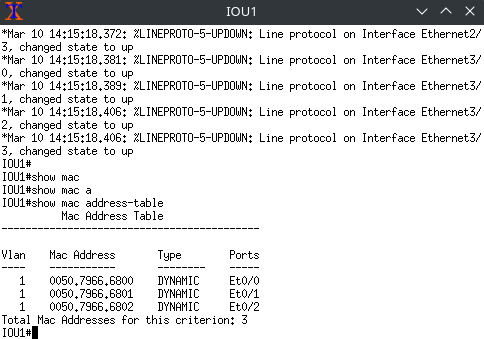 IOU1
*Mar 10 14:15:18.372: %LINEPROTO-5-UPDOWN: Line protocol on Interface Ethernet2/
3, changed state to up
*Mar 10 14:15:18.381: %LINEPROTO-5-UPDOWN: Line protocol on Interface Ethernet3/
0, changed state to up
*Mar 10 14:15:18.389: %LINEPROTO-5-UPDOWN: Line protocol on Interface Ethernet3/
1, changed state to up
*Mar 10 14:15:18.406: %LINEPROTO-5-UPDOWN: Line protocol on Interface Ethernet3/
2, changed state to up
*Mar 10 14:15:18.406: %LINEPROTO-5-UPDOWN: Line protocol on Interface Ethernet3/
3, changed state to up
IOU1#
IOU1#show mac
IOU1#show mac a
IOU1#show mac address-table
          Mac Address Table
-------------------------------------------

Vlan    Mac Address       Type        Ports
----    -----------       --------    -----
   1    0050.7966.6800    DYNAMIC     Et0/0
   1    0050.7966.6801    DYNAMIC     Et0/1
   1    0050.7966.6802    DYNAMIC     Et0/2
Total Mac Addresses for this criterion: 3
IOU1#